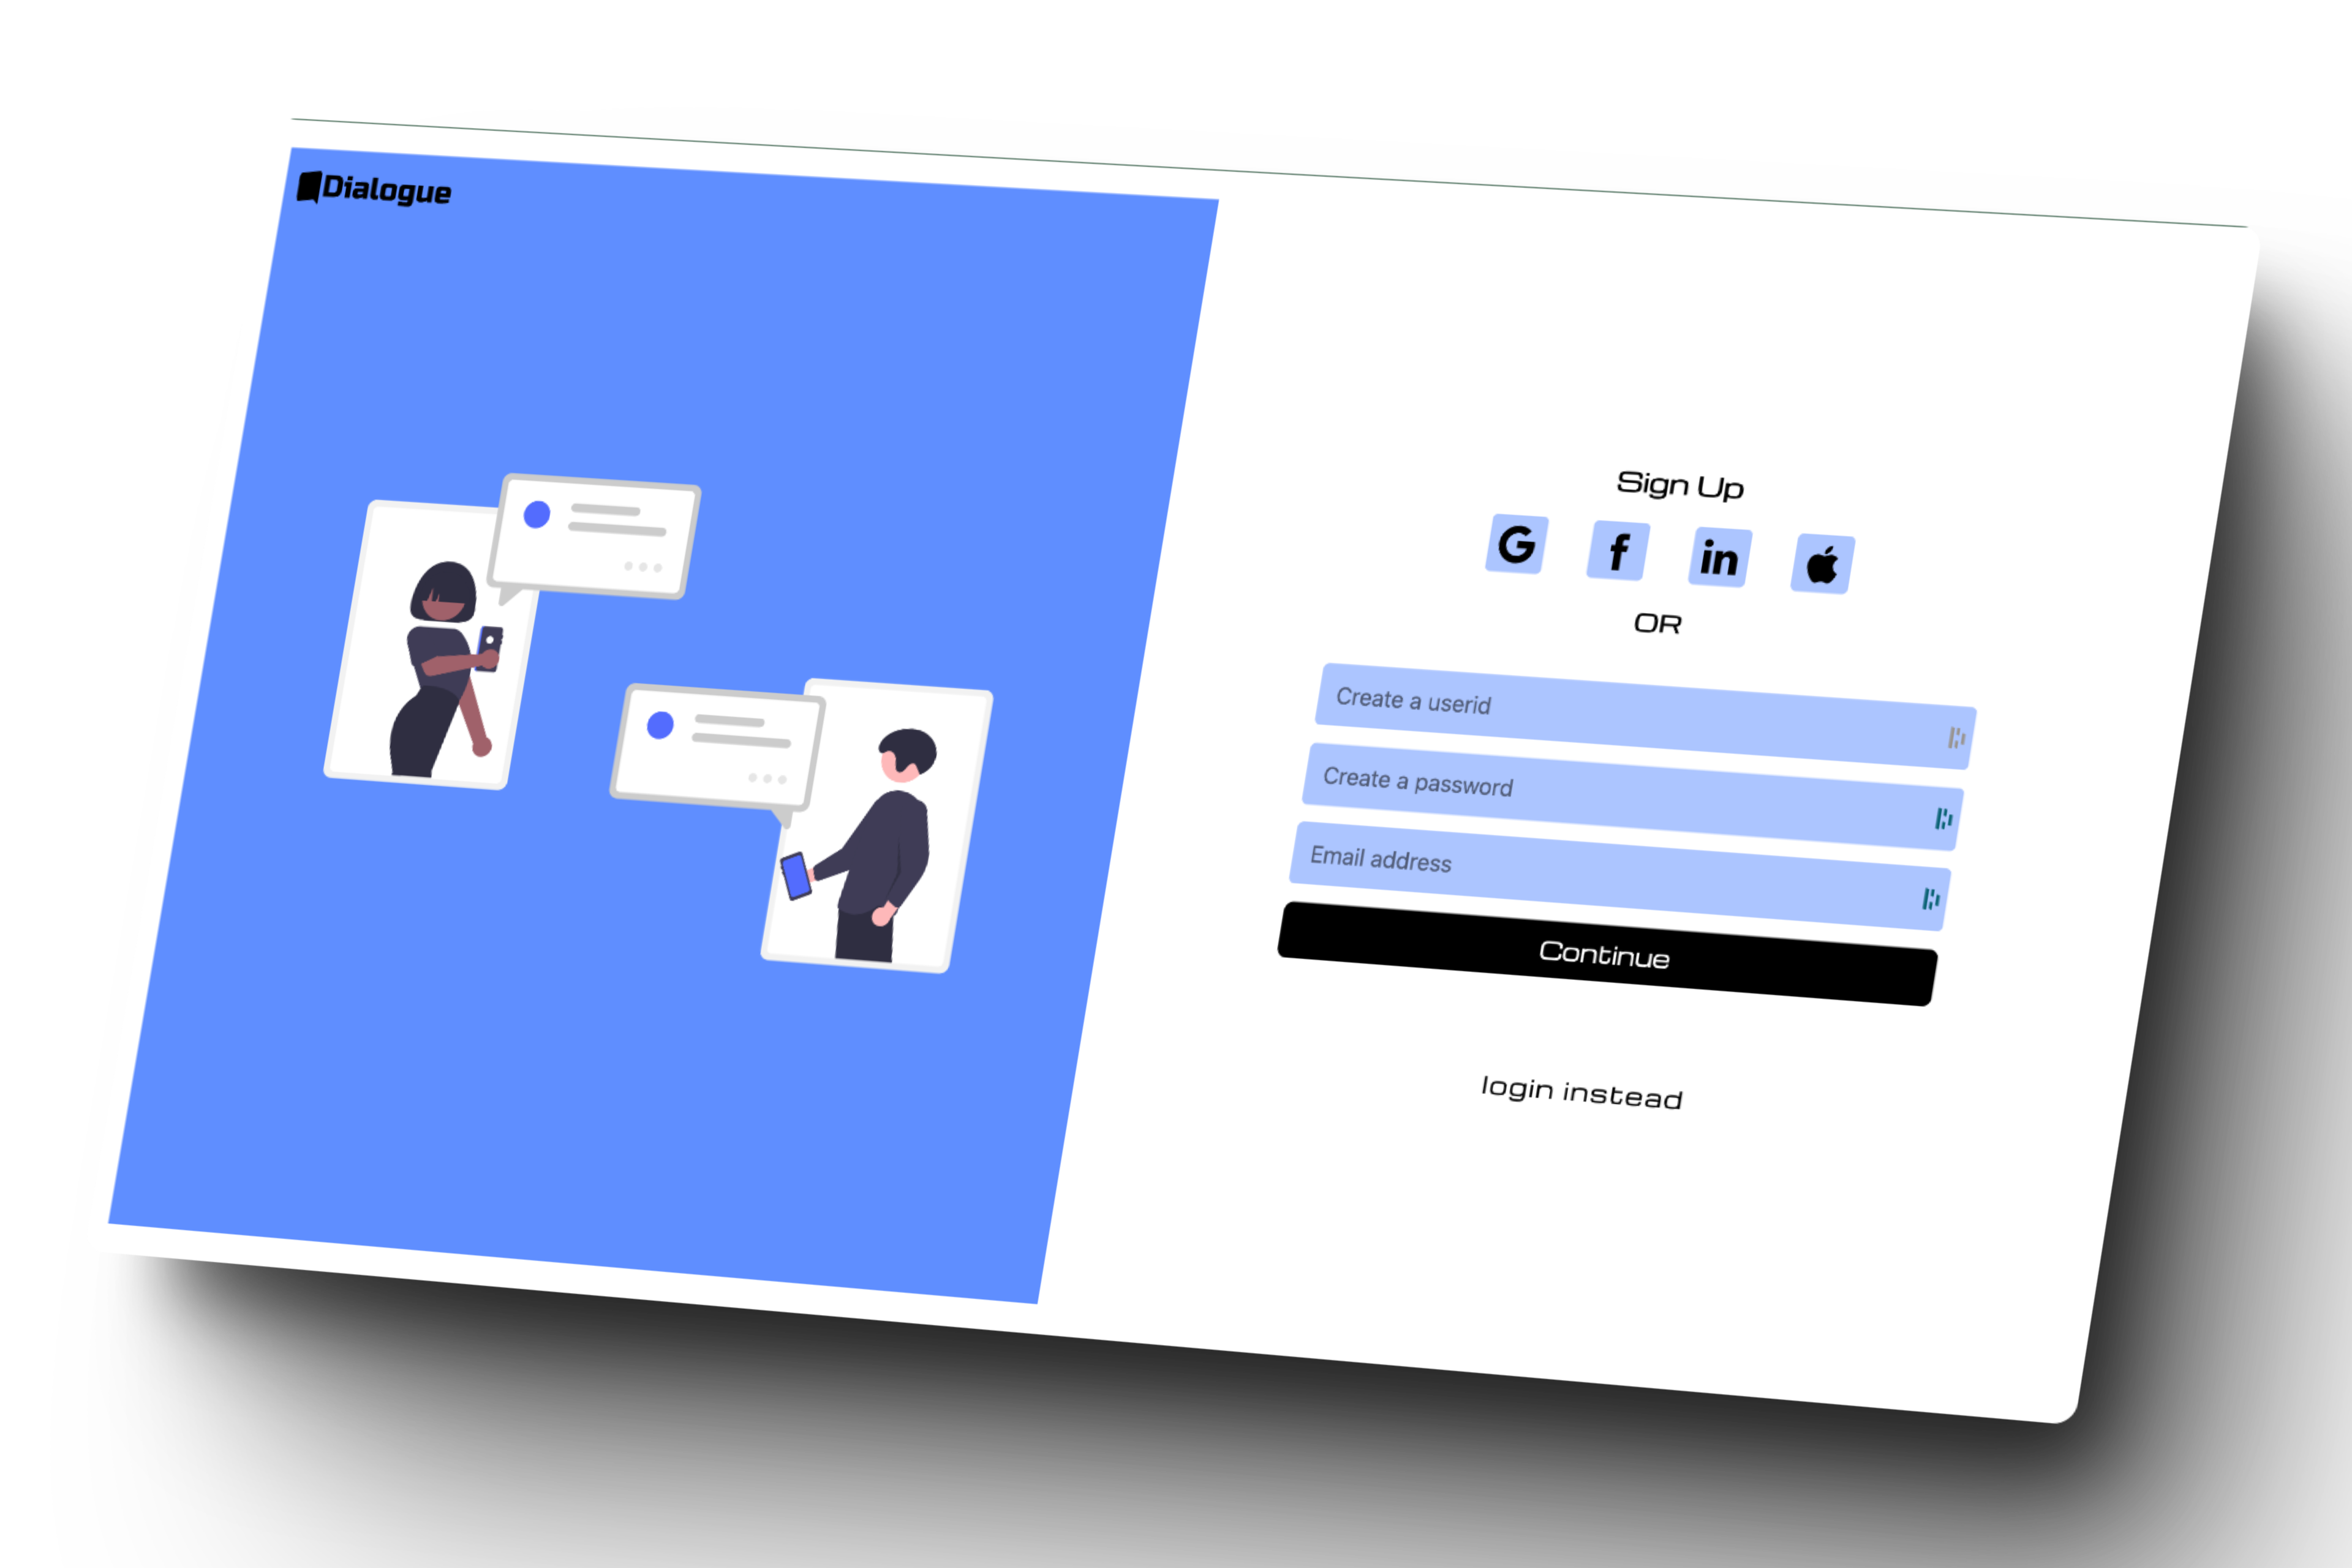 Dialogue
Sign Up
G f in
OR
Create a userid
Create a password
Email address
Continue
login instead